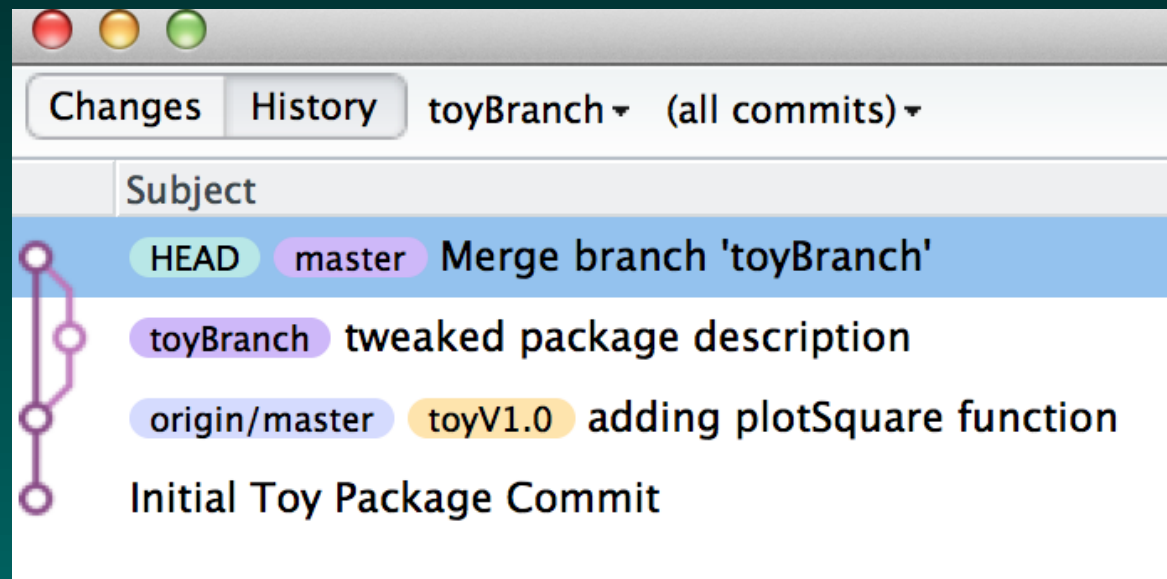 Changes History toyBranch (all commits)
Subject
HEAD master Merge branch 'toyBranch'
toyBranch tweaked package description
origin/master toyV1.0 adding plotSquare function
Initial Toy Package Commit